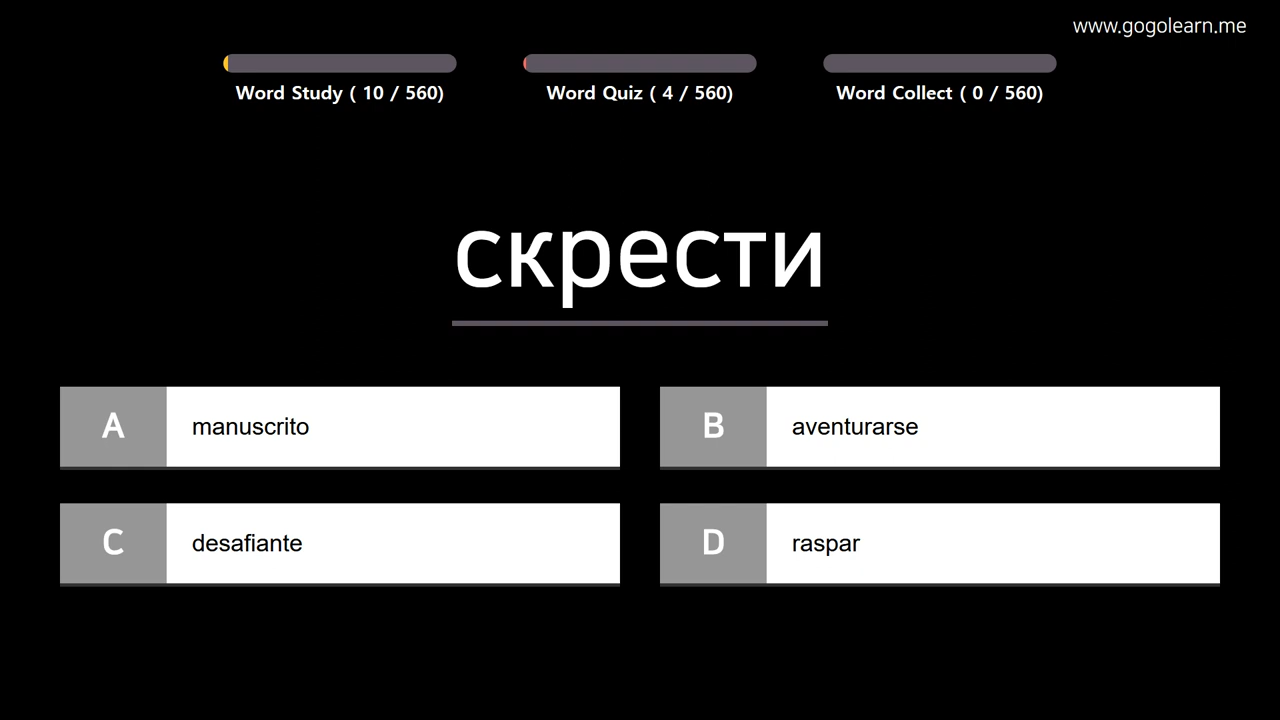 www.gogolearn.me
Word Study ( 10 / 560)
Word Quiz ( 4 / 560)
Word Collect ( 0 / 560)
скрести
A manuscrito
B aventurarse
C desafiante
D raspar